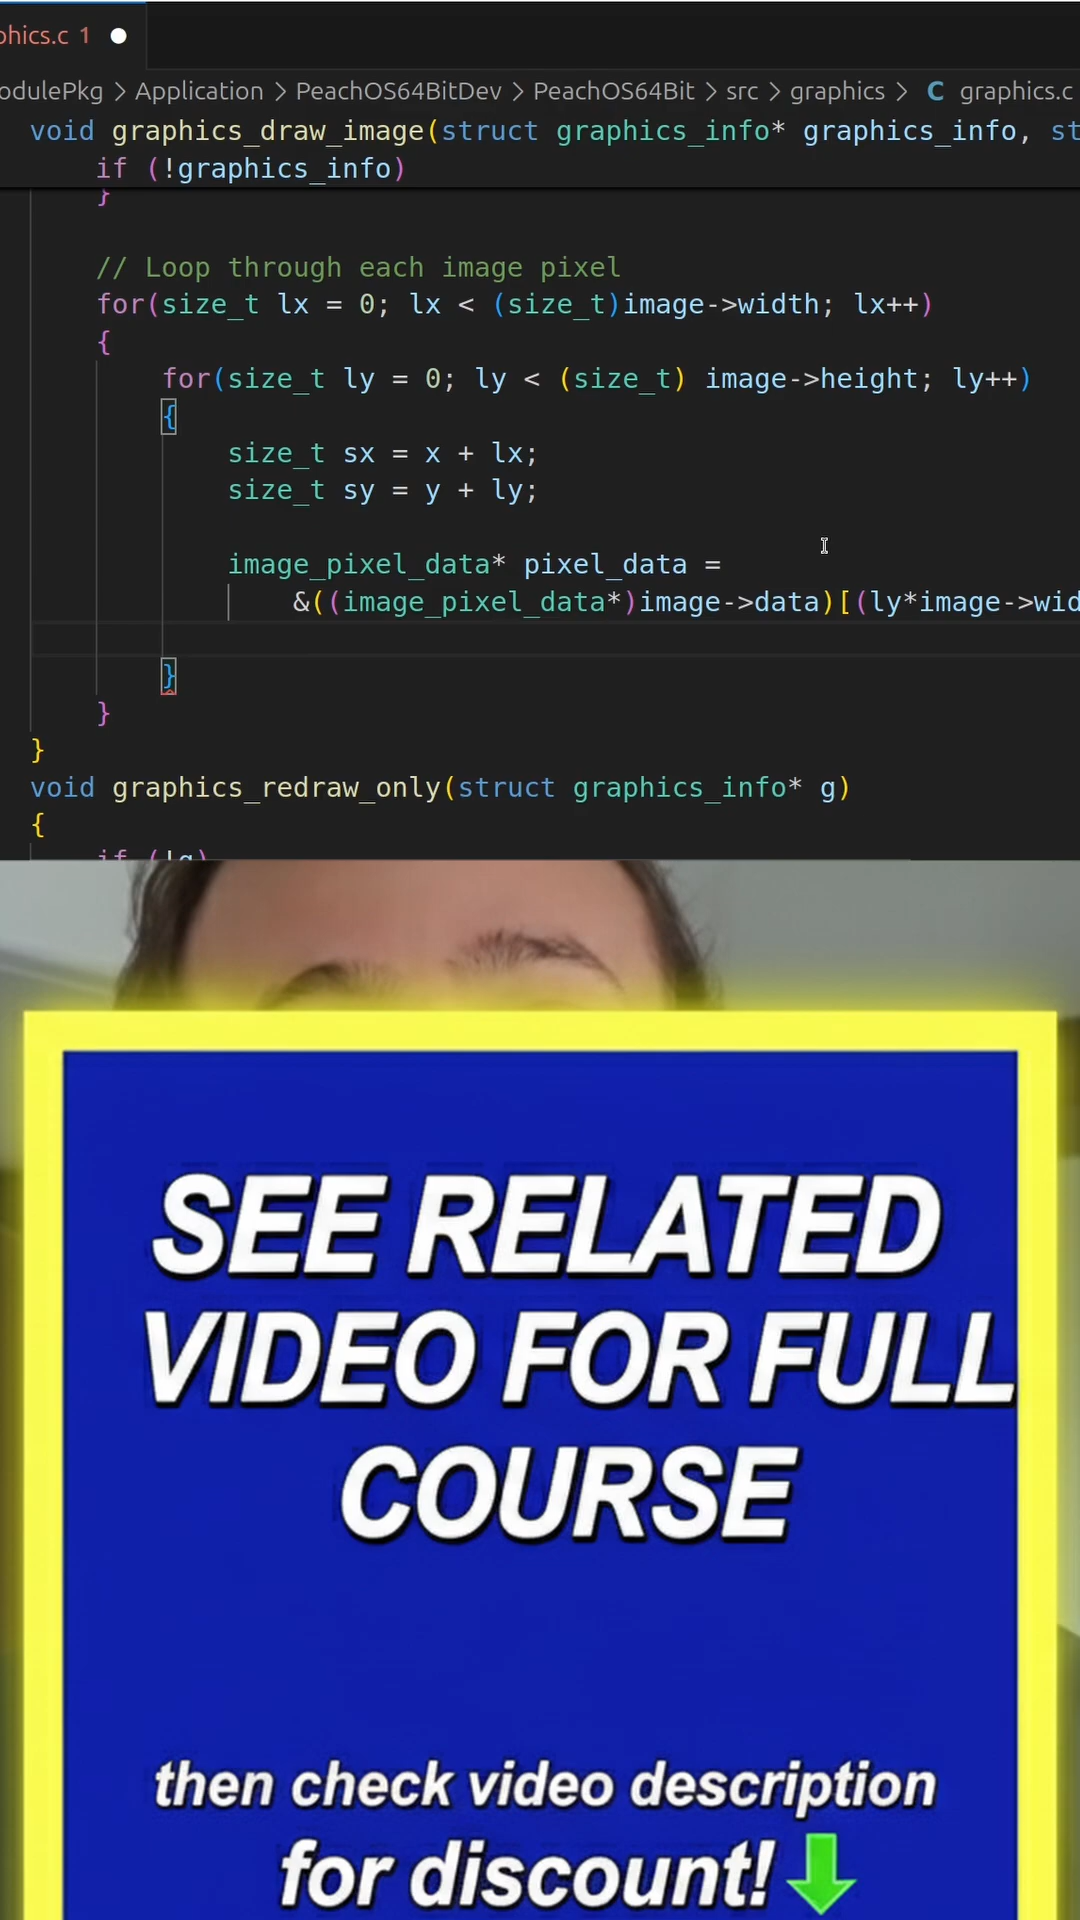 phics.c 1
odulePkg > Application > PeachOS64BitDev > PeachOS64Bit > src > graphics > C graphics.c
void graphics_draw_image(struct graphics_info* graphics_info, st
if (!graphics_info)
}
// Loop through each image pixel
for(size_t lx = 0; lx < (size_t)image->width; lx++)
{
for(size_t ly = 0; ly < (size_t) image->height; ly++)
{
size_t sx = x + lx;
size_t sy = y + ly;
image_pixel_data* pixel_data =
&((image_pixel_data*)image->data)[(ly*image->wid
}
}
}
void graphics_redraw_only(struct graphics_info* g)
{
if (!g)
SEE RELATED
VIDEO FOR FULL
COURSE
then check video description
for discount!